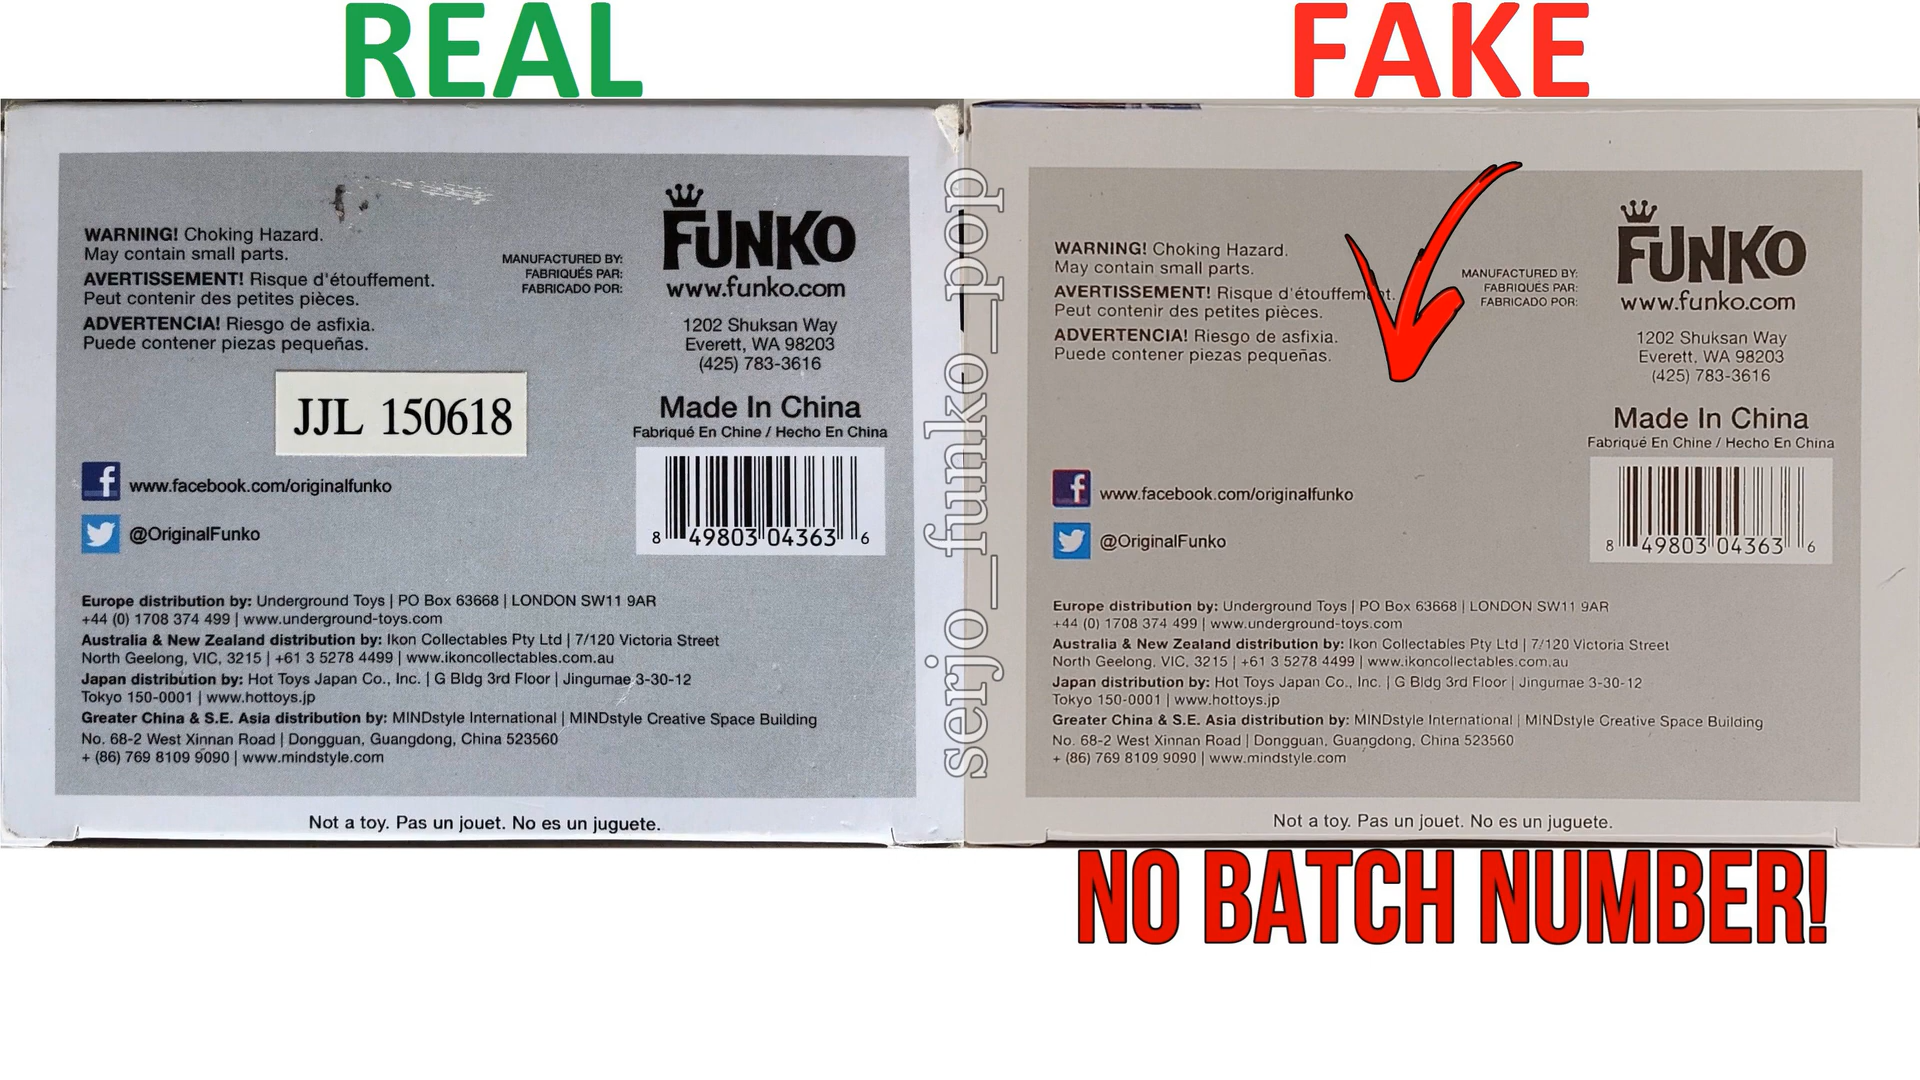 REAL
WARNING! Choking Hazard.
May contain small parts.
AVERTISSEMENT! Risque d'étouffement.
Peut contenir des petites pièces.
ADVERTENCIA! Riesgo de asfixia.
Puede contener piezas pequeñas.
MANUFACTURED BY:
FABRIQUÉS PAR:
FABRICADO POR:
FUNKO
www.funko.com
1202 Shuksan Way
Everett, WA 98203
(425) 783-3616
JJL 150618
Made In China
Fabriqué En Chine / Hecho En China
f www.facebook.com/originalfunko
@OriginalFunko
8 49803 04363 6
Europe distribution by: Underground Toys | PO Box 63668 | LONDON SW11 9AR
+44 (0) 1708 374 499 | www.underground-toys.com
Australia & New Zealand distribution by: Ikon Collectables Pty Ltd | 7/120 Victoria Street
North Geelong, VIC, 3215 | +61 3 5278 4499 | www.ikoncollectables.com.au
Japan distribution by: Hot Toys Japan Co., Inc. | G Bldg 3rd Floor | Jingumae 3-30-12
Tokyo 150-0001 | www.hottoys.jp
Greater China & S.E. Asia distribution by: MINDstyle International | MINDstyle Creative Space Building
No. 68-2 West Xinnan Road | Dongguan, Guangdong, China 523560
+ (86) 769 8109 9090 | www.mindstyle.com
Not a toy. Pas un jouet. No es un juguete.
serjo_funko_pop
FAKE
WARNING! Choking Hazard.
May contain small parts.
AVERTISSEMENT! Risque d'étouffement.
Peut contenir des petites pièces.
ADVERTENCIA! Riesgo de asfixia.
Puede contener piezas pequeñas.
MANUFACTURED BY:
FABRIQUÉS PAR:
FABRICADO POR:
FUNKO
www.funko.com
1202 Shuksan Way
Everett, WA 98203
(425) 783-3616
Made In China
Fabriqué En Chine / Hecho En China
f www.facebook.com/originalfunko
@OriginalFunko
8 49803 04363 6
Europe distribution by: Underground Toys | PO Box 63668 | LONDON SW11 9AR
+44 (0) 1708 374 499 | www.underground-toys.com
Australia & New Zealand distribution by: Ikon Collectables Pty Ltd | 7/120 Victoria Street
North Geelong, VIC, 3215 | +61 3 5278 4499 | www.ikoncollectables.com.au
Japan distribution by: Hot Toys Japan Co., Inc. | G Bldg 3rd Floor | Jingumae 3-30-12
Tokyo 150-0001 | www.hottoys.jp
Greater China & S.E. Asia distribution by: MINDstyle International | MINDstyle Creative Space Building
No. 68-2 West Xinnan Road | Dongguan, Guangdong, China 523560
+ (86) 769 8109 9090 | www.mindstyle.com
Not a toy. Pas un jouet. No es un juguete.
NO BATCH NUMBER!